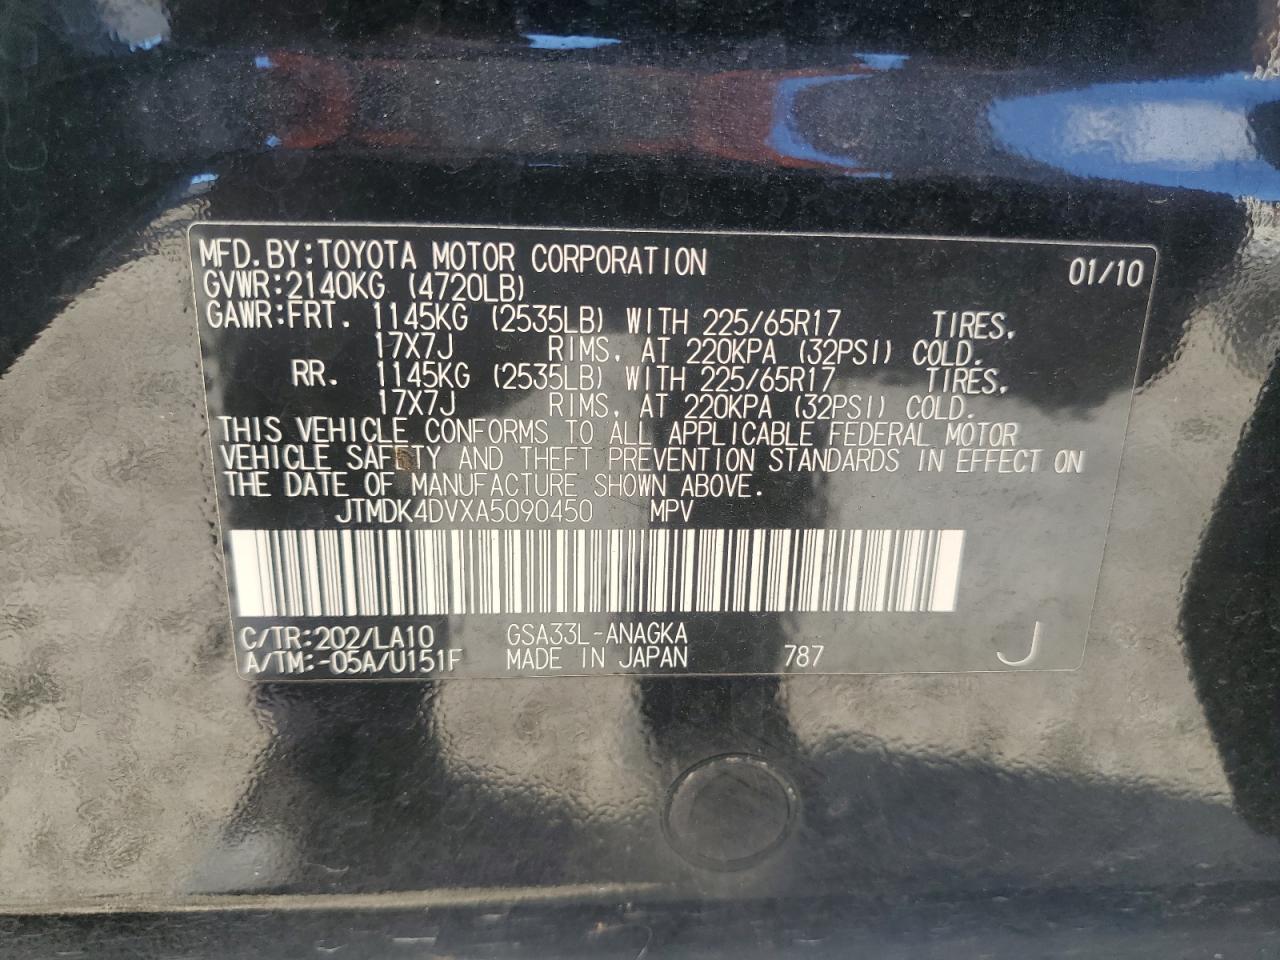 MFD.BY:TOYOTA MOTOR CORPORATION 01/10
GVWR:2140KG (4720LB)
GAWR:FRT. 1145KG (2535LB) WITH 225/65R17 TIRES,
17X7J RIMS, AT 220KPA (32PSI) COLD.
RR. 1145KG (2535LB) WITH 225/65R17 TIRES,
17X7J RIMS, AT 220KPA (32PSI) COLD.
THIS VEHICLE CONFORMS TO ALL APPLICABLE FEDERAL MOTOR
VEHICLE SAFETY AND THEFT PREVENTION STANDARDS IN EFFECT ON
THE DATE OF MANUFACTURE SHOWN ABOVE.
JTMDK4DVXA5090450 MPV
C/TR:202/LA10 GSA33L-ANAGKA
A/TM:-05A/U151F MADE IN JAPAN 787 J